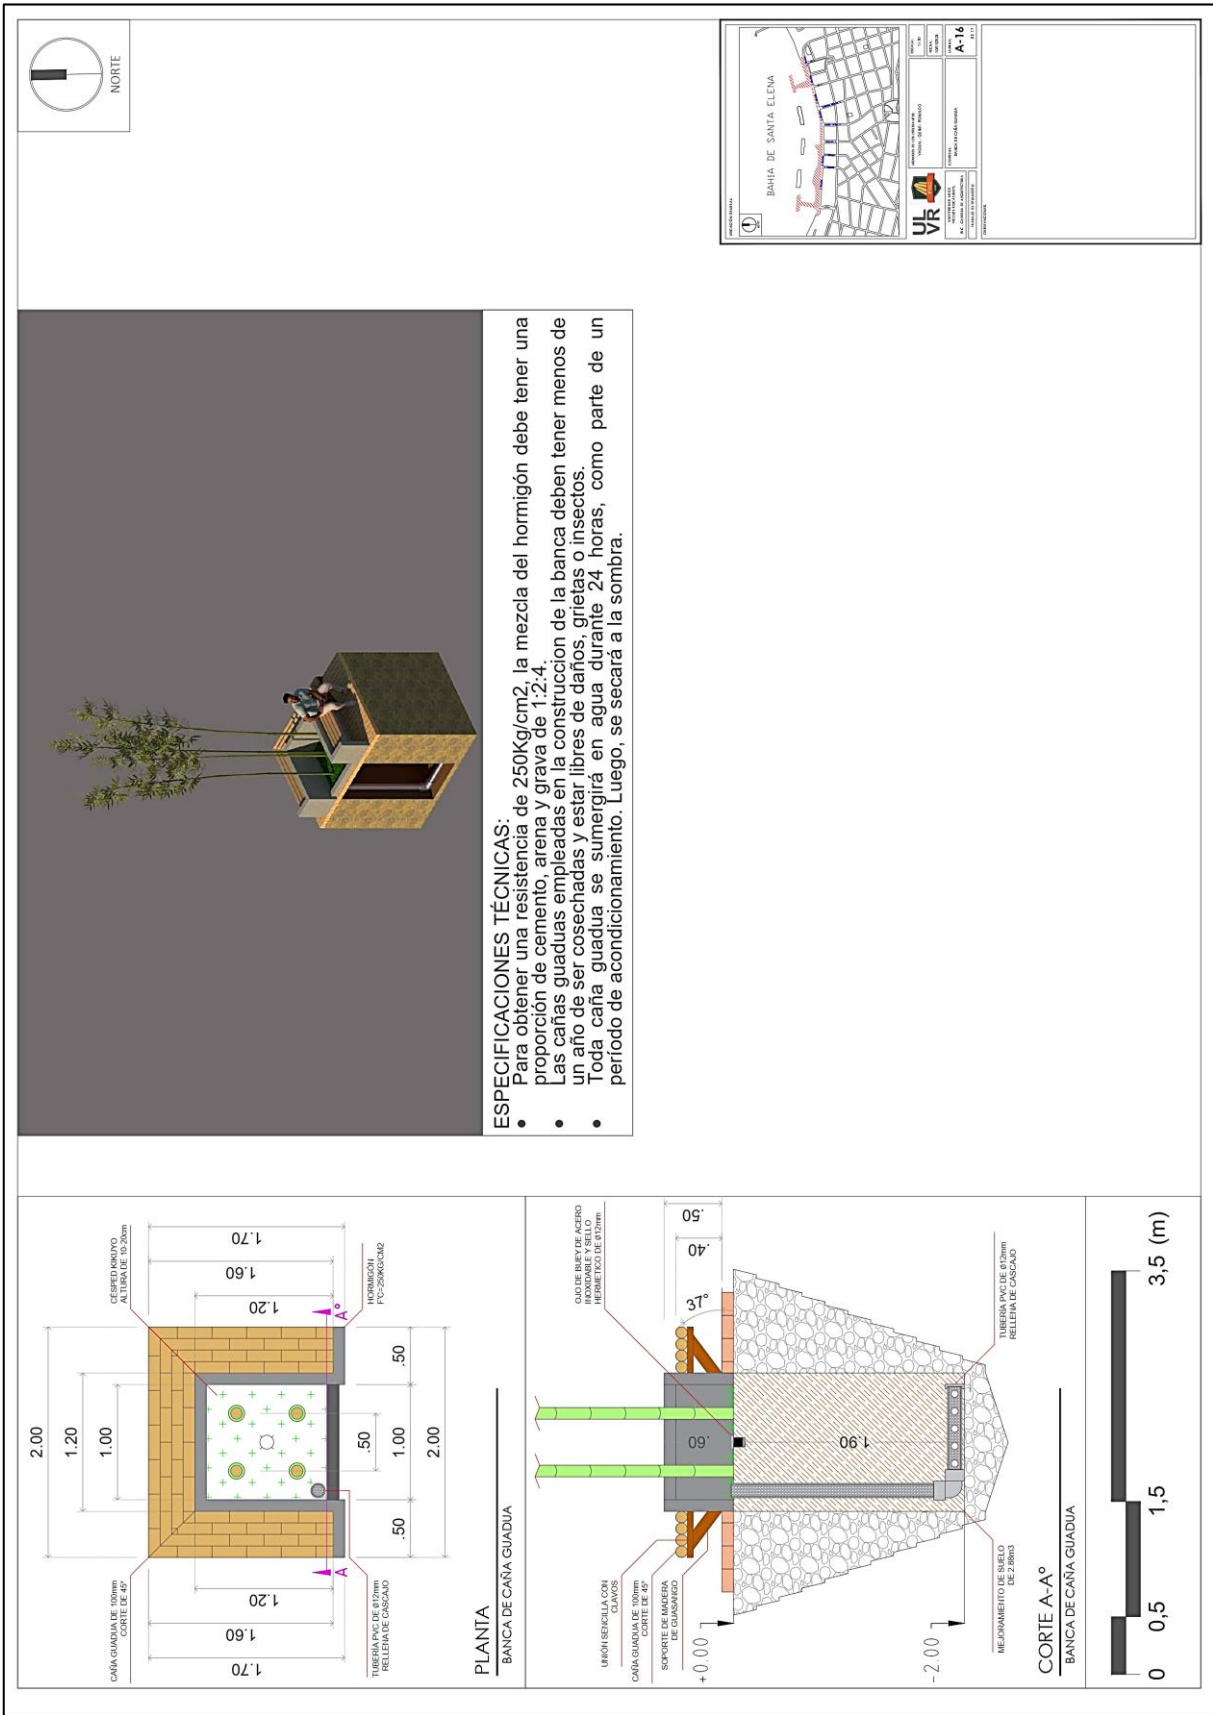 NORTE
PLANTA
BANCA DE CAÑA GUADUA
CAÑA GUADUA DE 100mm
CORTE DE 45°
CÉSPED KIKUYO
ALTURA DE 10-20cm
TUBERÍA PVC DE Ø12mm
RELLENA DE CASCAJO
HORMIGÓN
F'C=250KG/CM2
2.00
1.20
1.00
1.70
1.60
1.20
1.70
1.60
1.20
A
A°
.50
.50
1.00
.50
2.00
UNIÓN SENCILLA CON
CLAVOS
CAÑA GUADUA DE 100mm
CORTE DE 45°
SOPORTE DE MADERA
DE GUASANGO
OJO DE BUEY DE ACERO
INOXIDABLE Y SELLO
HERMETICO DE Ø12mm
.50
.40
37°
.60
1.90
+0.00
-2.00
MEJORAMIENTO DE SUELO
DE 2.88m3
TUBERÍA PVC DE Ø12mm
RELLENA DE CASCAJO
CORTE A-A°
BANCA DE CAÑA GUADUA
0
0,5
1,5
3,5 (m)
ESPECIFICACIONES TÉCNICAS:
• Para obtener una resistencia de 250Kg/cm2, la mezcla del hormigón debe tener una
proporción de cemento, arena y grava de 1:2:4.
• Las cañas guaduas empleadas en la construccion de la banca deben tener menos de
un año de ser cosechadas y estar libres de daños, grietas o insectos.
• Toda caña guadua se sumergirá en agua durante 24 horas, como parte de un
período de acondicionamiento. Luego, se secará a la sombra.
BAHIA DE SANTA ELENA
UL
VR
BANCA DE CAÑA GUADUA
A-16